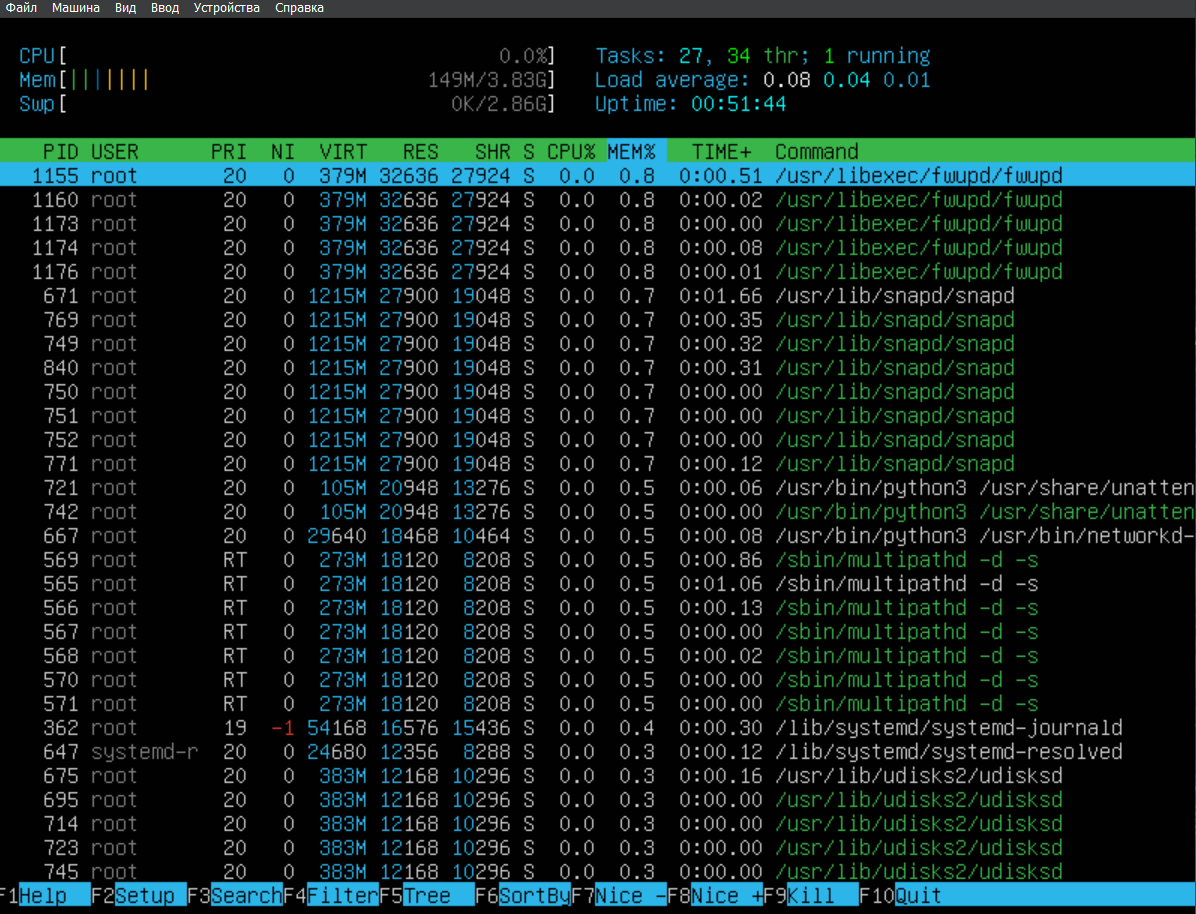 Файл Машина Вид Ввод Устройства Справка
CPU[ 0.0%] Tasks: 27, 34 thr; 1 running
Mem[||||||| 149M/3.83G] Load average: 0.08 0.04 0.01
Swp[ 0K/2.86G] Uptime: 00:51:44
PID USER PRI NI VIRT RES SHR S CPU% MEM% TIME+ Command
1155 root 20 0 379M 32636 27924 S 0.0 0.8 0:00.51 /usr/libexec/fwupd/fwupd
1160 root 20 0 379M 32636 27924 S 0.0 0.8 0:00.02 /usr/libexec/fwupd/fwupd
1173 root 20 0 379M 32636 27924 S 0.0 0.8 0:00.00 /usr/libexec/fwupd/fwupd
1174 root 20 0 379M 32636 27924 S 0.0 0.8 0:00.08 /usr/libexec/fwupd/fwupd
1176 root 20 0 379M 32636 27924 S 0.0 0.8 0:00.01 /usr/libexec/fwupd/fwupd
671 root 20 0 1215M 27900 19048 S 0.0 0.7 0:01.66 /usr/lib/snapd/snapd
769 root 20 0 1215M 27900 19048 S 0.0 0.7 0:00.35 /usr/lib/snapd/snapd
749 root 20 0 1215M 27900 19048 S 0.0 0.7 0:00.32 /usr/lib/snapd/snapd
840 root 20 0 1215M 27900 19048 S 0.0 0.7 0:00.31 /usr/lib/snapd/snapd
750 root 20 0 1215M 27900 19048 S 0.0 0.7 0:00.00 /usr/lib/snapd/snapd
751 root 20 0 1215M 27900 19048 S 0.0 0.7 0:00.00 /usr/lib/snapd/snapd
752 root 20 0 1215M 27900 19048 S 0.0 0.7 0:00.00 /usr/lib/snapd/snapd
771 root 20 0 1215M 27900 19048 S 0.0 0.7 0:00.12 /usr/lib/snapd/snapd
721 root 20 0 105M 20948 13276 S 0.0 0.5 0:00.06 /usr/bin/python3 /usr/share/unatten
742 root 20 0 105M 20948 13276 S 0.0 0.5 0:00.00 /usr/bin/python3 /usr/share/unatten
667 root 20 0 29640 18468 10464 S 0.0 0.5 0:00.08 /usr/bin/python3 /usr/bin/networkd-
569 root RT 0 273M 18120 8208 S 0.0 0.5 0:00.86 /sbin/multipathd -d -s
565 root RT 0 273M 18120 8208 S 0.0 0.5 0:01.06 /sbin/multipathd -d -s
566 root RT 0 273M 18120 8208 S 0.0 0.5 0:00.13 /sbin/multipathd -d -s
567 root RT 0 273M 18120 8208 S 0.0 0.5 0:00.00 /sbin/multipathd -d -s
568 root RT 0 273M 18120 8208 S 0.0 0.5 0:00.02 /sbin/multipathd -d -s
570 root RT 0 273M 18120 8208 S 0.0 0.5 0:00.00 /sbin/multipathd -d -s
571 root RT 0 273M 18120 8208 S 0.0 0.5 0:00.00 /sbin/multipathd -d -s
362 root 19 -1 54168 16576 15436 S 0.0 0.4 0:00.30 /lib/systemd/systemd-journald
647 systemd-r 20 0 24680 12356 8288 S 0.0 0.3 0:00.12 /lib/systemd/systemd-resolved
675 root 20 0 383M 12168 10296 S 0.0 0.3 0:00.16 /usr/lib/udisks2/udisksd
695 root 20 0 383M 12168 10296 S 0.0 0.3 0:00.00 /usr/lib/udisks2/udisksd
714 root 20 0 383M 12168 10296 S 0.0 0.3 0:00.00 /usr/lib/udisks2/udisksd
723 root 20 0 383M 12168 10296 S 0.0 0.3 0:00.00 /usr/lib/udisks2/udisksd
745 root 20 0 383M 12168 10296 S 0.0 0.3 0:00.00 /usr/lib/udisks2/udisksd
F1Help F2Setup F3SearchF4FilterF5Tree F6SortByF7Nice -F8Nice +F9Kill F10Quit